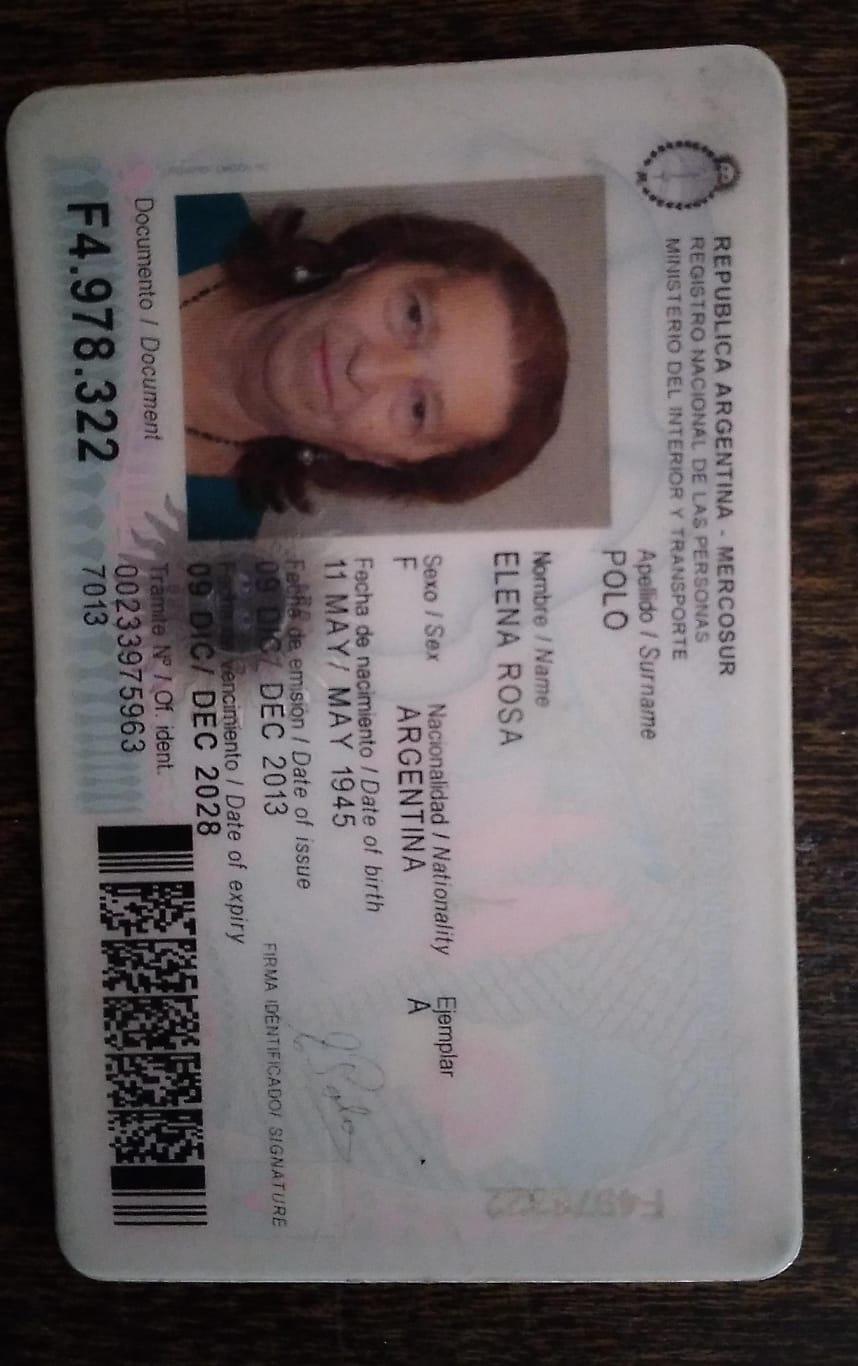 REPUBLICA ARGENTINA - MERCOSUR
REGISTRO NACIONAL DE LAS PERSONAS
MINISTERIO DEL INTERIOR Y TRANSPORTE
Apellido / Surname
POLO
Nombre / Name
ELENA ROSA
Sexo / Sex Nacionalidad / Nationality Ejemplar
F ARGENTINA A
Fecha de nacimiento / Date of birth
11 MAY/ MAY 1945
Fecha de emisión / Date of issue
09 DIC/ DEC 2013
Fecha de vencimiento / Date of expiry
09 DIC/ DEC 2028
FIRMA IDENTIFICADO/ SIGNATURE
Documento / Document
F4.978.322
Trámite Nº / Of. ident.
00233975963
7013